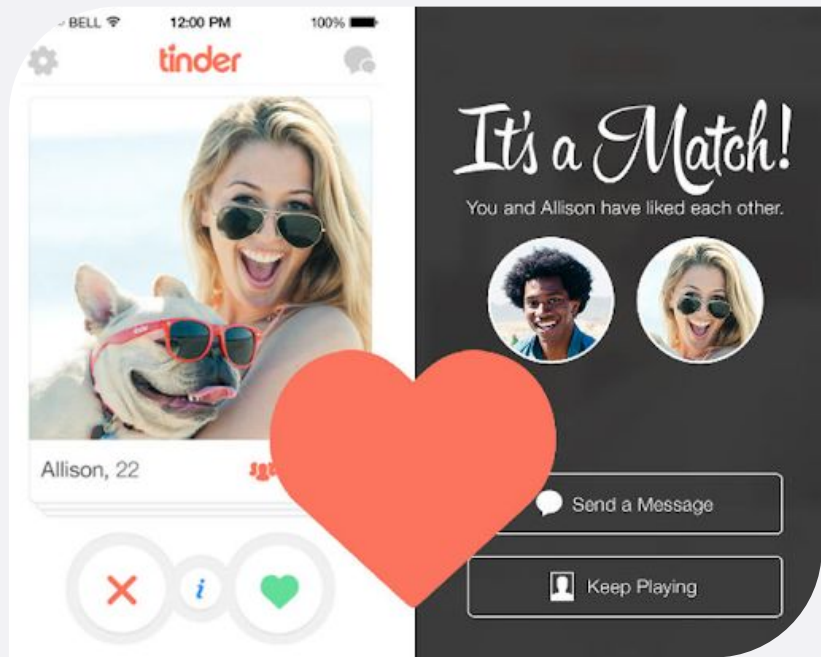 BELL 12:00 PM 100%
tinder
tinder
Allison, 22
i
It's a Match!
You and Allison have liked each other.
Send a Message
Keep Playing